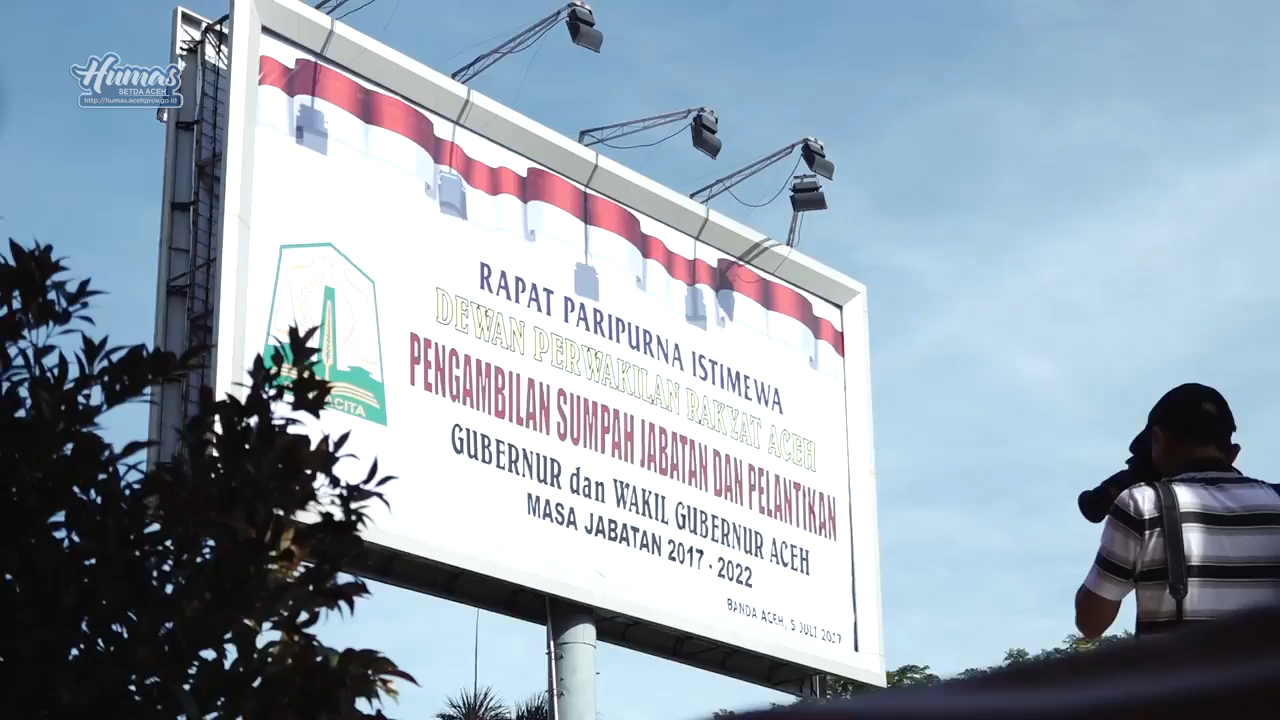 Humas
SETDA ACEH
http://humas.acehprov.go.id
RAPAT PARIPURNA ISTIMEWA
DEWAN PERWAKILAN RAKYAT ACEH
PENGAMBILAN SUMPAH JABATAN DAN PELANTIKAN
GUBERNUR dan WAKIL GUBERNUR ACEH
MASA JABATAN 2017 - 2022
BANDA ACEH, 5 JULI 2017